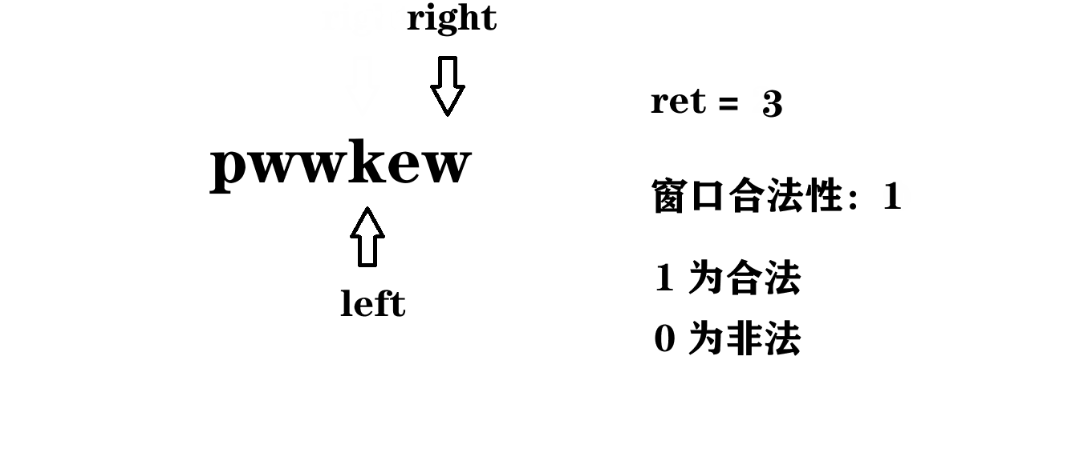 right
ret = 3
pwwkew
窗口合法性：1
left
1 为合法
0 为非法